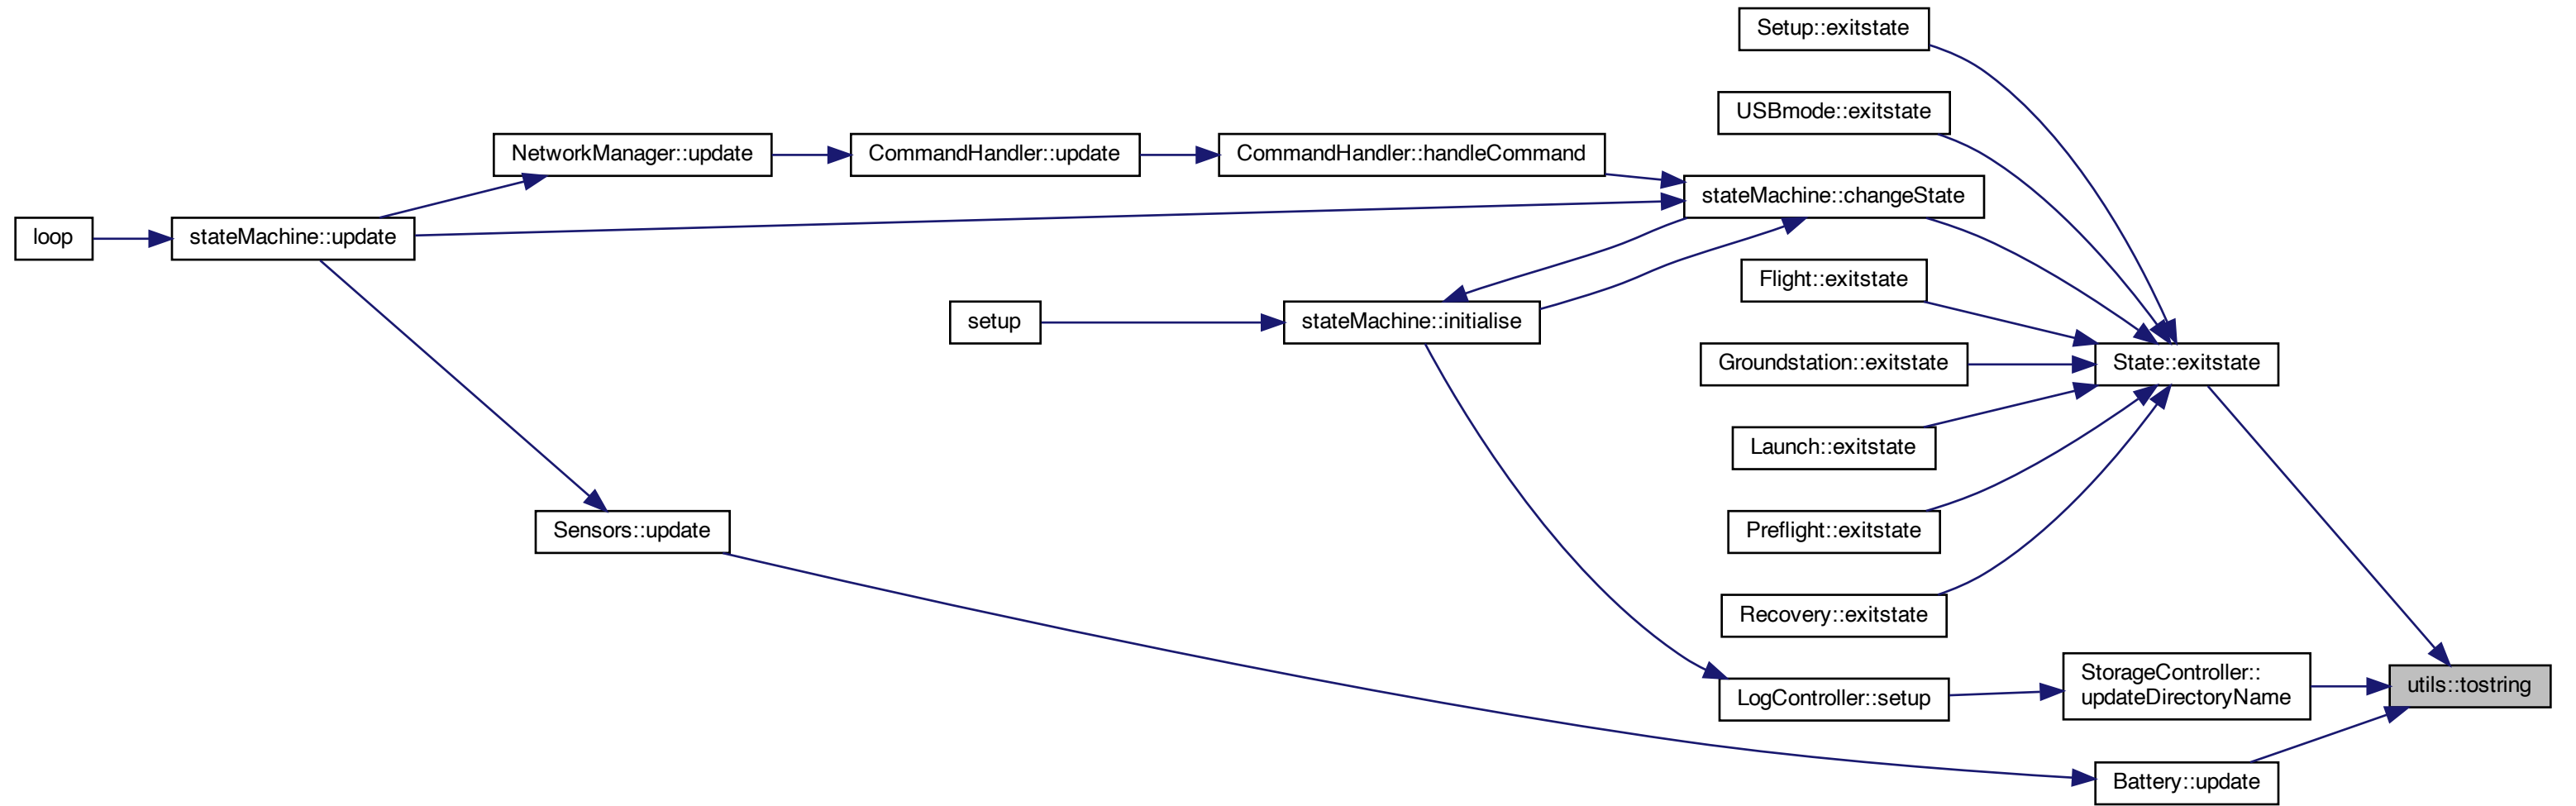 Setup::exitstate
USBmode::exitstate
NetworkManager::update
CommandHandler::update
CommandHandler::handleCommand
stateMachine::changeState
loop
stateMachine::update
Flight::exitstate
setup
stateMachine::initialise
Groundstation::exitstate
State::exitstate
Launch::exitstate
Sensors::update
Preflight::exitstate
Recovery::exitstate
LogController::setup
StorageController::
updateDirectoryName
utils::tostring
Battery::update